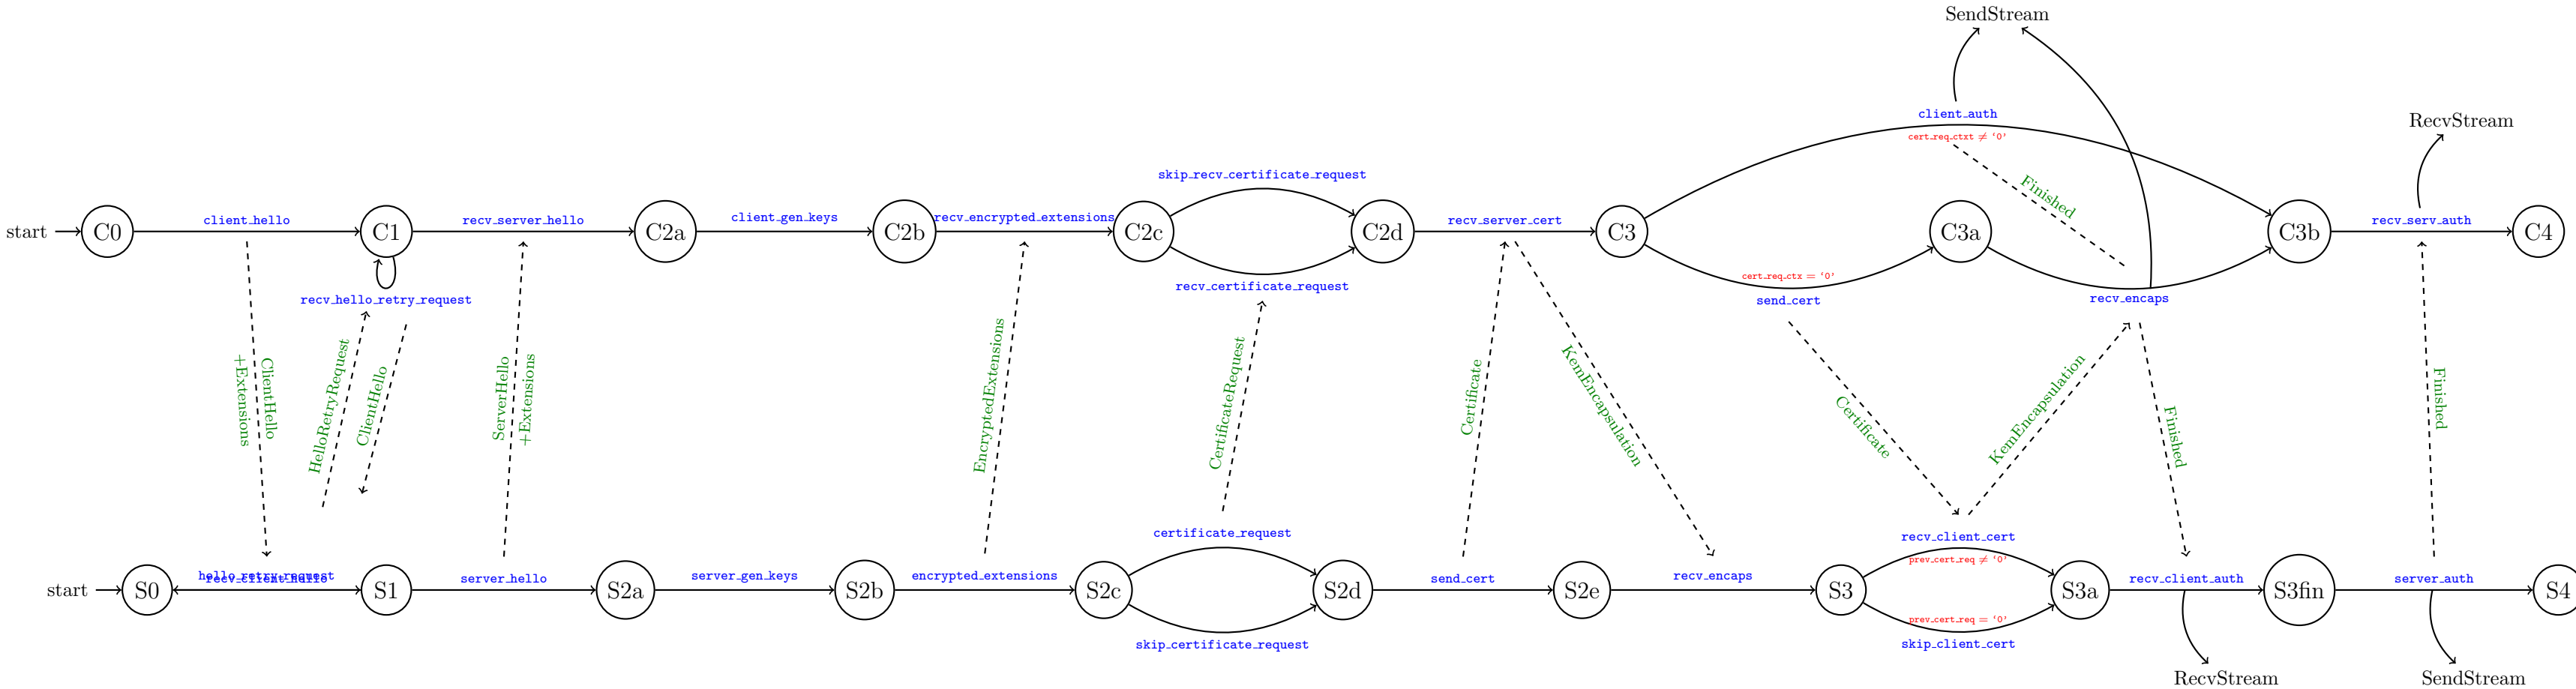 SendStream
RecvStream
client_auth
cert_req_ctxt ≠ ‘0’
skip_recv_certificate_request
Finished
start
C0
client_hello
C1
recv_server_hello
C2a
client_gen_keys
C2b
recv_encrypted_extensions
C2c
C2d
recv_server_cert
C3
C3a
C3b
recv_serv_auth
C4
cert_req_ctx = ‘0’
recv_hello_retry_request
recv_certificate_request
send_cert
recv_encaps
ClientHello
+Extensions
HelloRetryRequest
ClientHello
ServerHello
+Extensions
EncryptedExtensions
CertificateRequest
Certificate
KemEncapsulation
Certificate
KemEncapsulation
Finished
Finished
certificate_request
recv_client_cert
prev_cert_req ≠ ‘0’
start
S0
hello_retry_request
recv_client_hello
S1
server_hello
S2a
server_gen_keys
S2b
encrypted_extensions
S2c
S2d
send_cert
S2e
recv_encaps
S3
S3a
recv_client_auth
S3fin
server_auth
S4
prev_cert_req = ‘0’
skip_certificate_request
skip_client_cert
RecvStream
SendStream